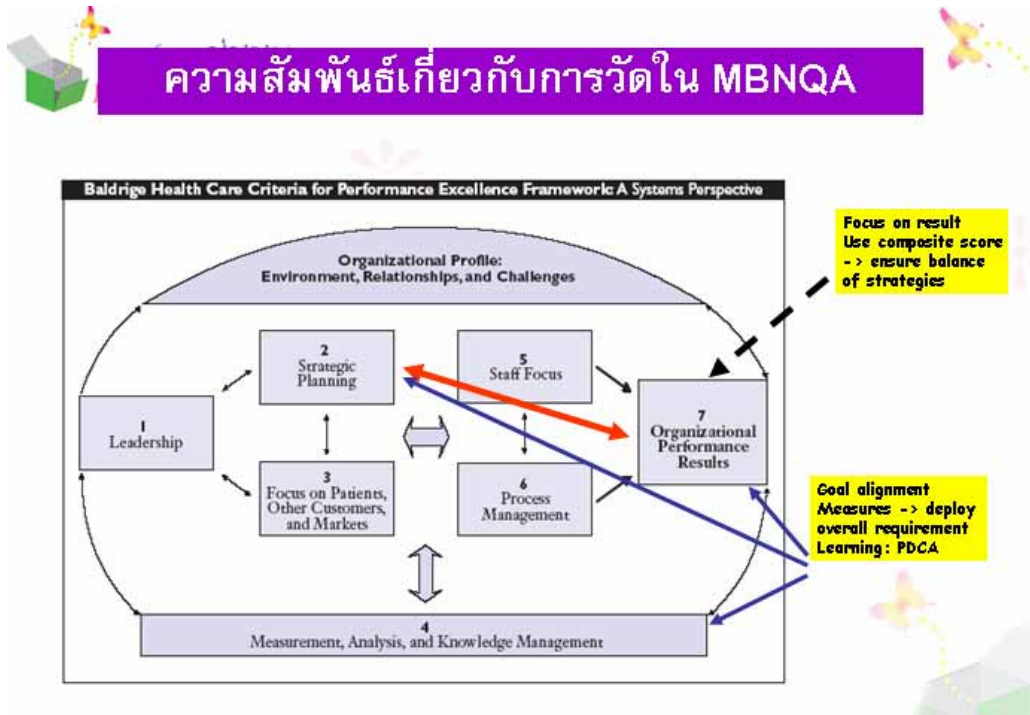 ความสัมพันธ์เกี่ยวกับการวัดใน MBNQA
Baldrige Health Care Criteria for Performance Excellence Framework: A Systems Perspective
Organizational Profile:
Environment, Relationships, and Challenges
2
Strategic
Planning
5
Staff Focus
1
Leadership
7
Organizational
Performance
Results
3
Focus on Patients,
Other Customers,
and Markets
6
Process
Management
4
Measurement, Analysis, and Knowledge Management
Focus on result
Use composite score
-> ensure balance
of strategies
Goal alignment
Measures -> deploy
overall requirement
Learning: PDCA